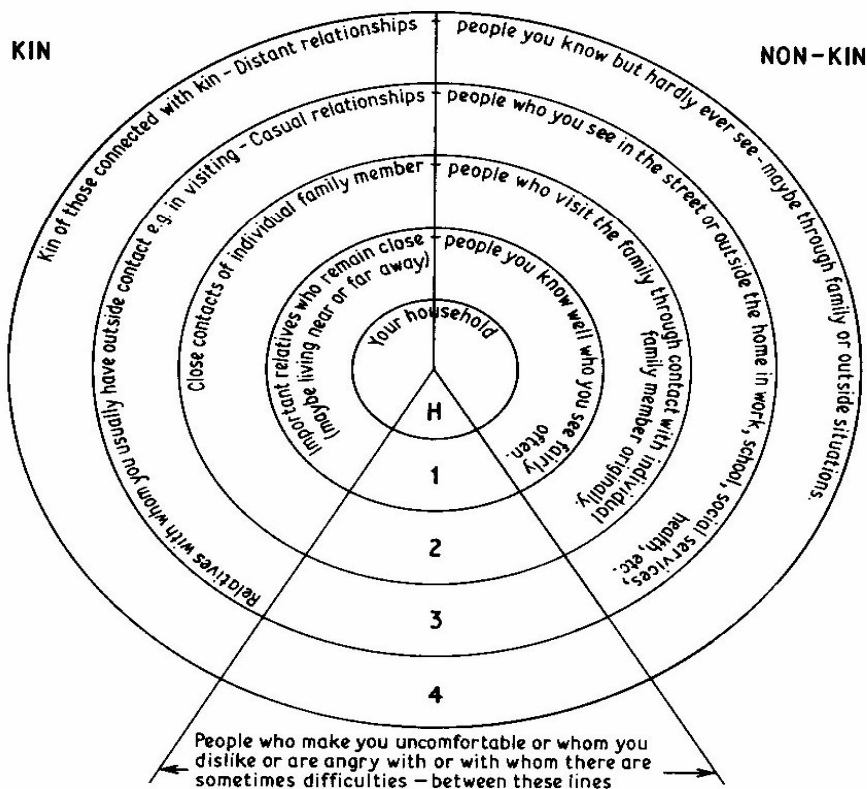 KIN
NON-KIN
Kin of those connected with kin - Distant relationships
people you know but hardly ever see - maybe through family or outside situations.
Relatives with whom you usually have outside contact e.g. in visiting - Casual relationships
people who you see in the street or outside the home in work, school, social services,
health, etc.
Close contacts of individual family member
people who visit the family through contact with individual
family member originally.
Important relatives who remain close
(maybe living near or far away)
people you know well who you see fairly
often.
Your household
H
1
2
3
4
People who make you uncomfortable or whom you
dislike or are angry with or with whom there are
sometimes difficulties - between these lines